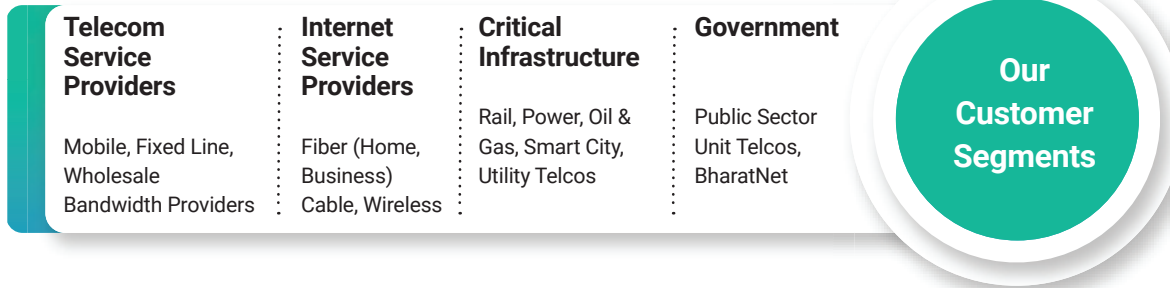 Telecom
Service
Providers
Mobile, Fixed Line,
Wholesale
Bandwidth Providers
Internet
Service
Providers
Fiber (Home,
Business)
Cable, Wireless
Critical
Infrastructure
Rail, Power, Oil &
Gas, Smart City,
Utility Telcos
Government
Public Sector
Unit Telcos,
BharatNet
Our
Customer
Segments